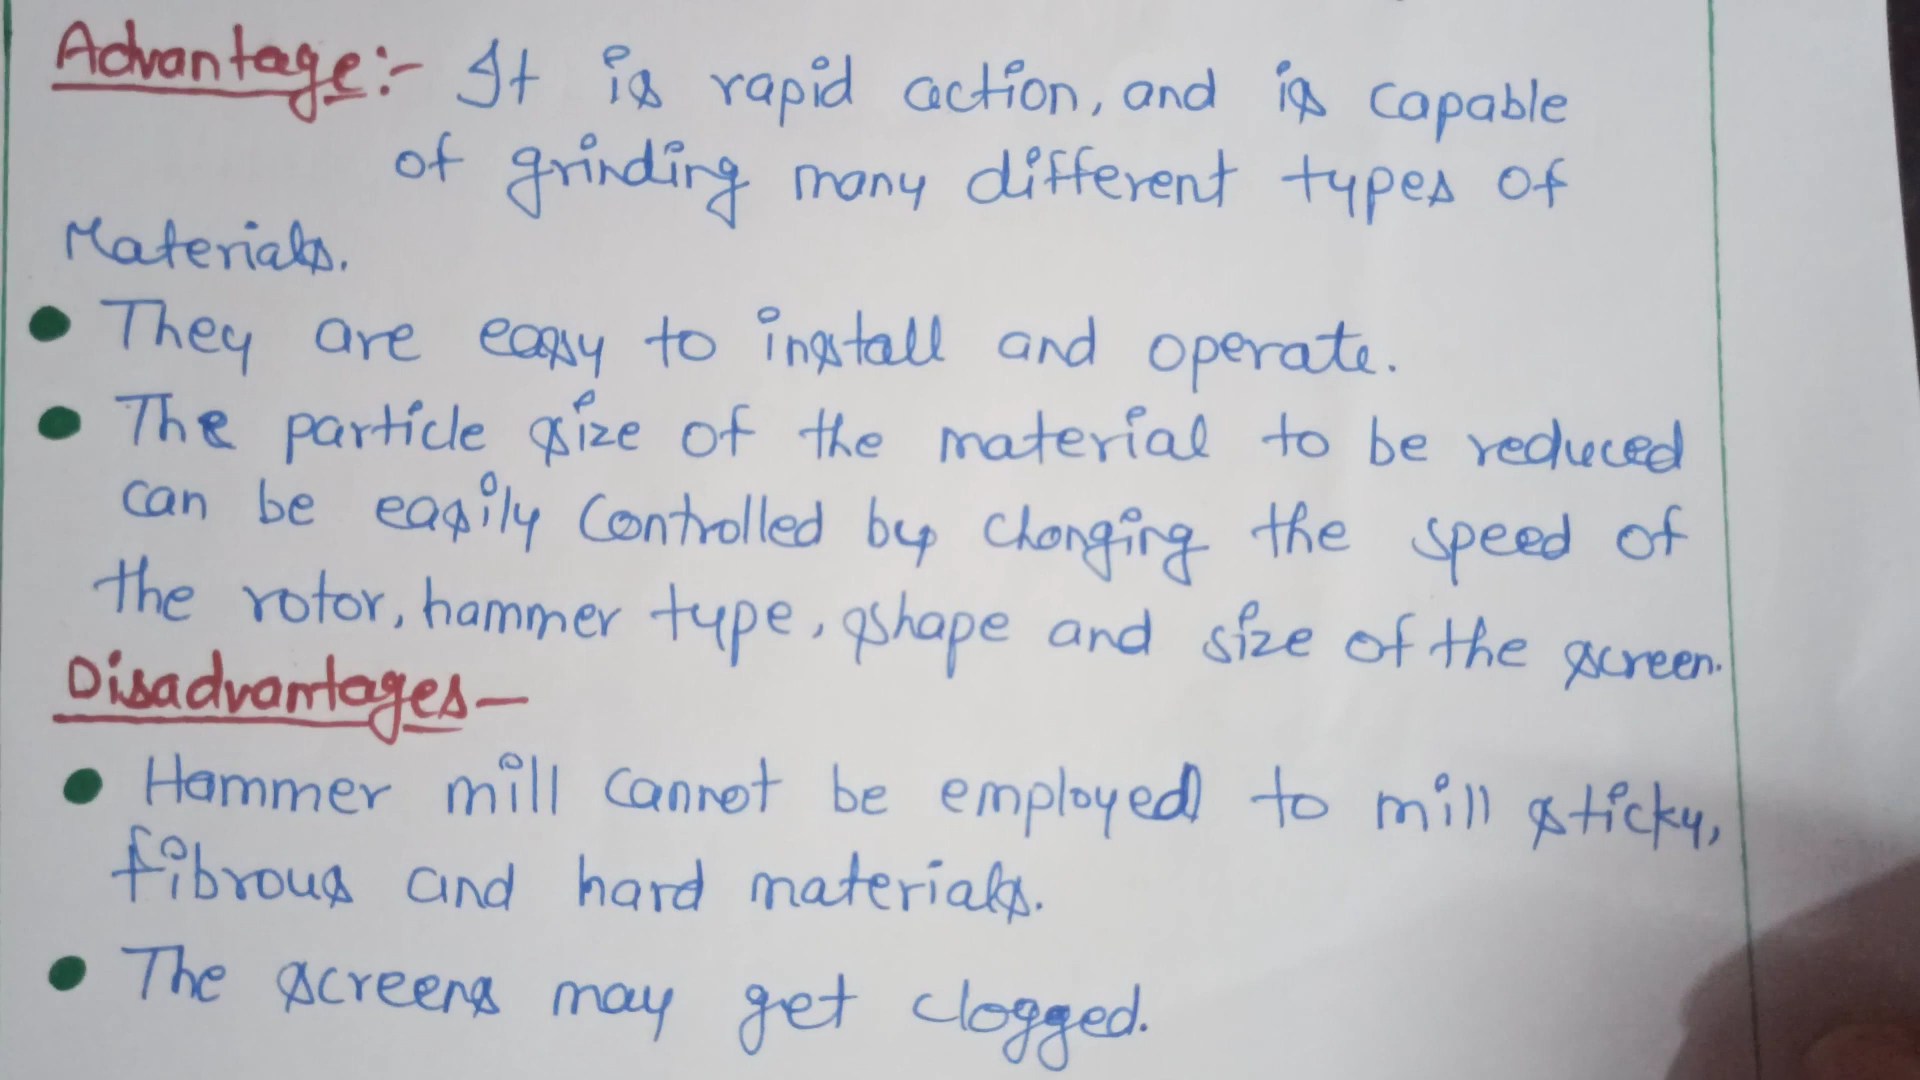 Advantage:- It is rapid action, and is capable
of grinding many different types of
Materials.
• They are easy to install and operate.
• The particle size of the material to be reduced
can be easily controlled by changing the speed of
the rotor, hammer type, shape and size of the screen.
Disadvantages-
• Hammer mill cannot be employed to mill sticky,
fibrous and hard materials.
• The screens may get clogged.